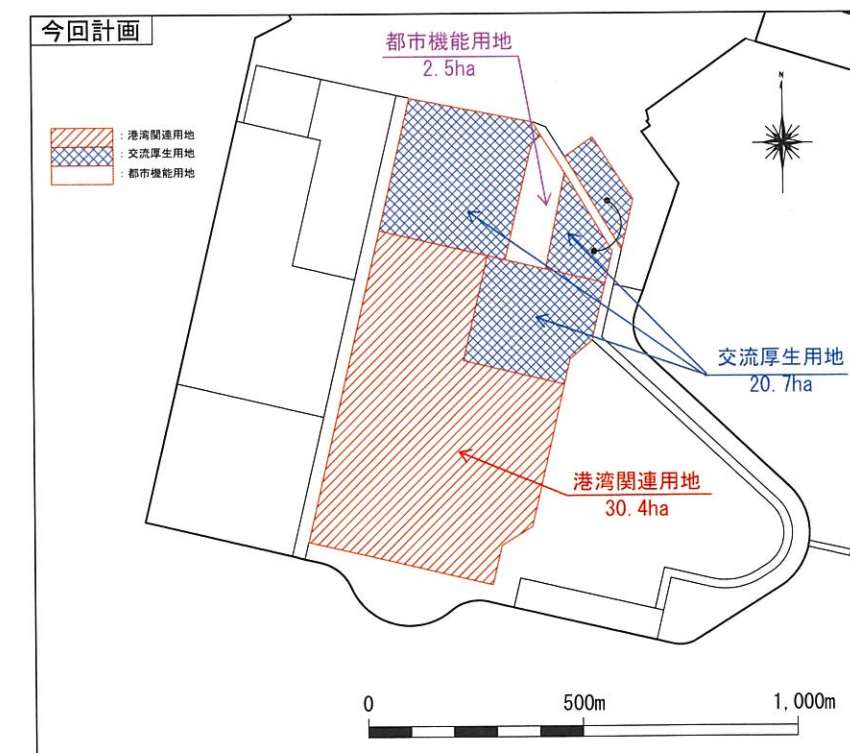 今回計画
都市機能用地
2.5ha
N
：港湾関連用地
：交流厚生用地
：都市機能用地
交流厚生用地
20.7ha
港湾関連用地
30.4ha
0 500m 1,000m